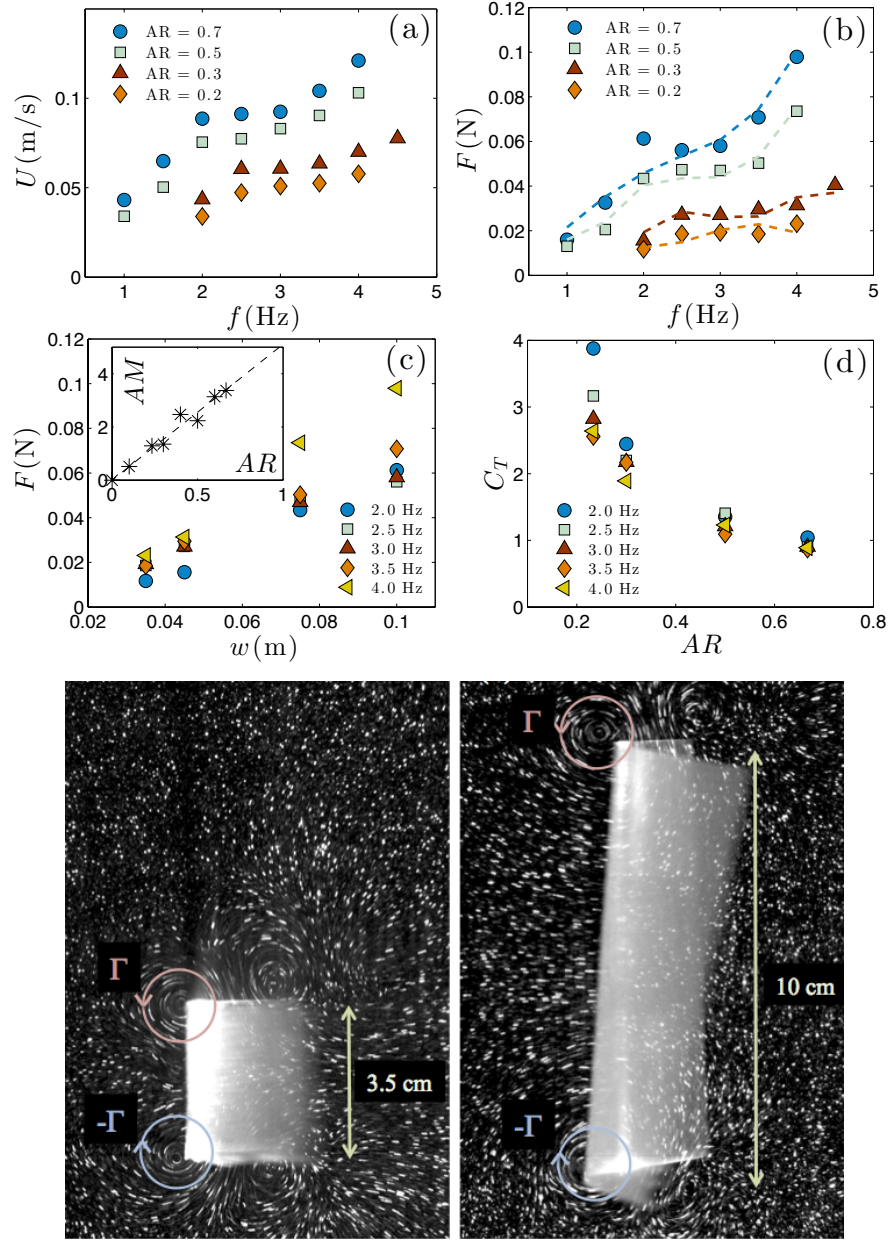 (a)
AR = 0.7
AR = 0.5
AR = 0.3
AR = 0.2
U(m/s)
0.1
0.05
0
1 2 3 4 5
f(Hz)
(b)
AR = 0.7
AR = 0.5
AR = 0.3
AR = 0.2
F(N)
0.12
0.1
0.08
0.06
0.04
0.02
0
1 2 3 4 5
f(Hz)
(c)
F(N)
0.12
0.1
0.08
0.06
0.04
0.02
0
0.02 0.04 0.06 0.08 0.1
w(m)
AM
4
2
0
0 0.5 1
AR
2.0 Hz
2.5 Hz
3.0 Hz
3.5 Hz
4.0 Hz
(d)
C_T
4
3
2
1
0
0.2 0.4 0.6 0.8
AR
2.0 Hz
2.5 Hz
3.0 Hz
3.5 Hz
4.0 Hz
Γ
-Γ
3.5 cm
Γ
-Γ
10 cm